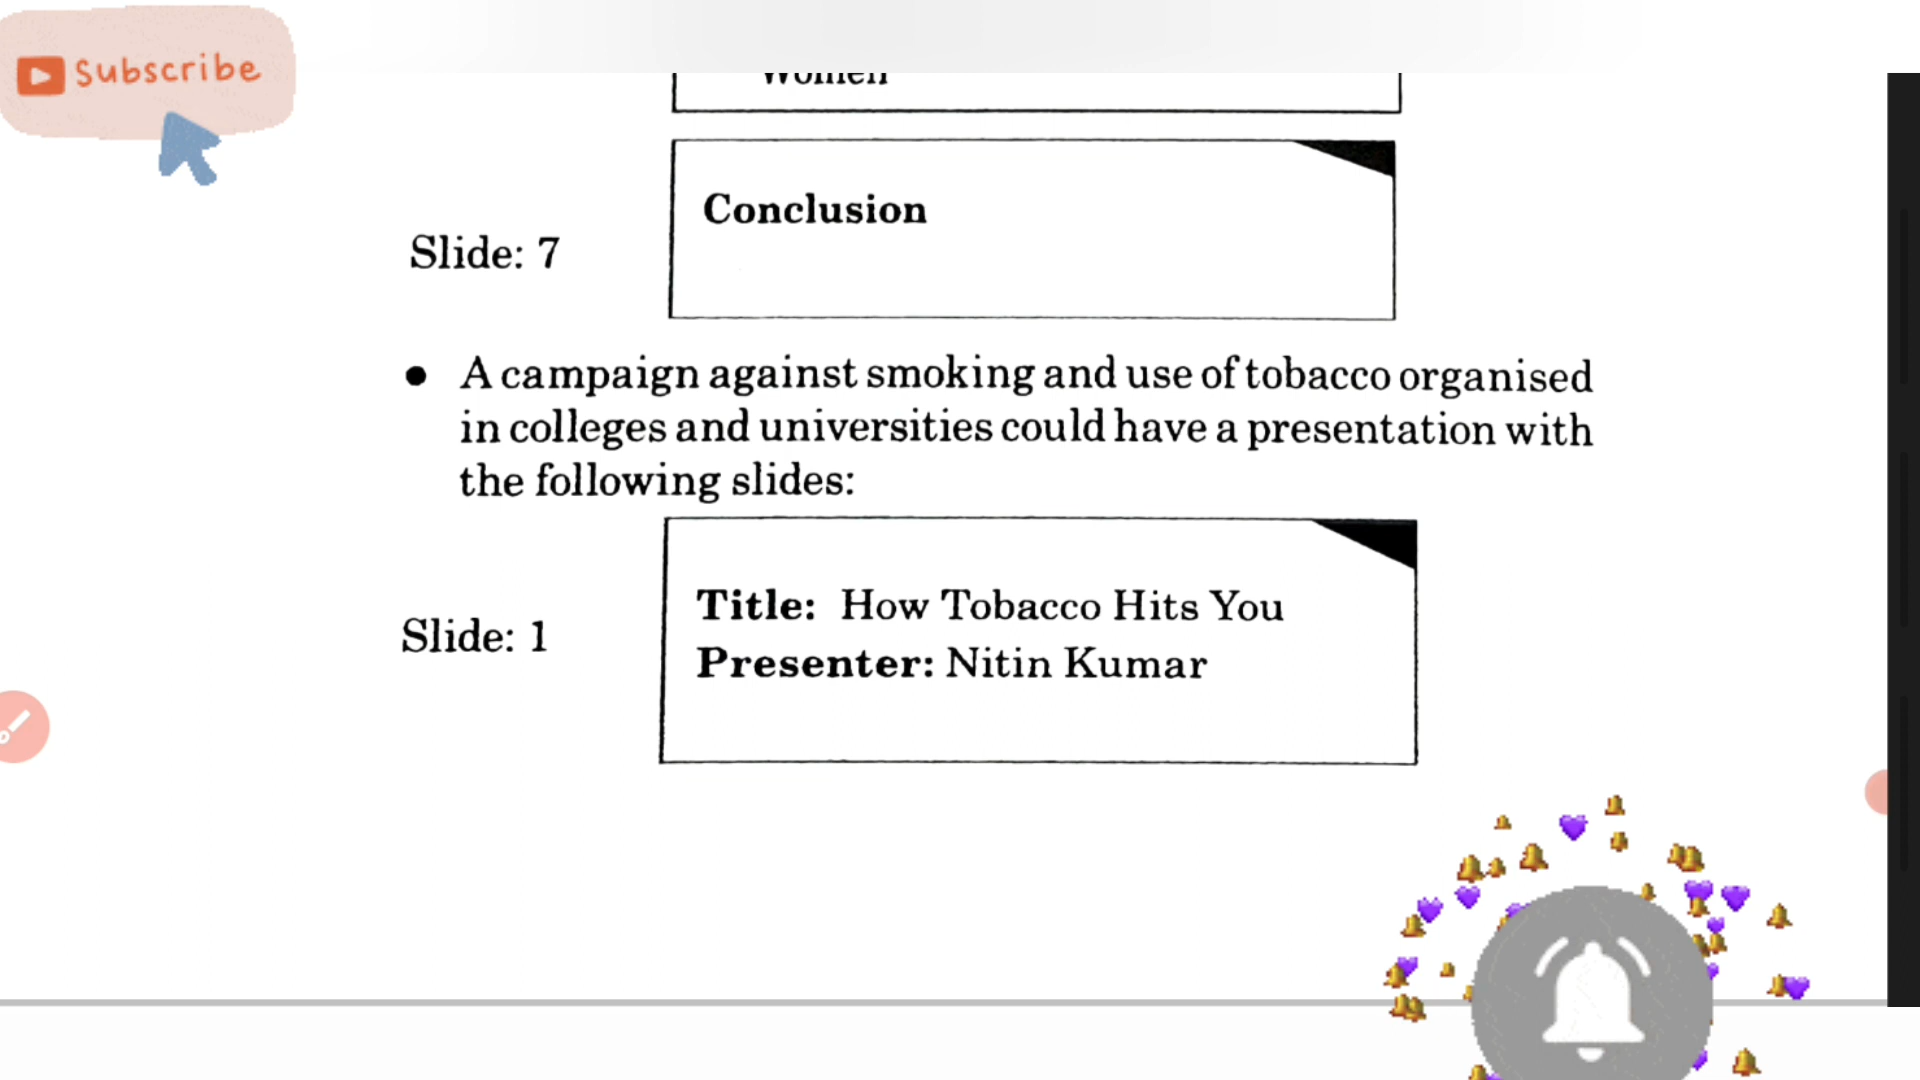 Subscribe
Women
Conclusion
Slide: 7
● A campaign against smoking and use of tobacco organised
in colleges and universities could have a presentation with
the following slides:
Title: How Tobacco Hits You
Slide: 1
Presenter: Nitin Kumar